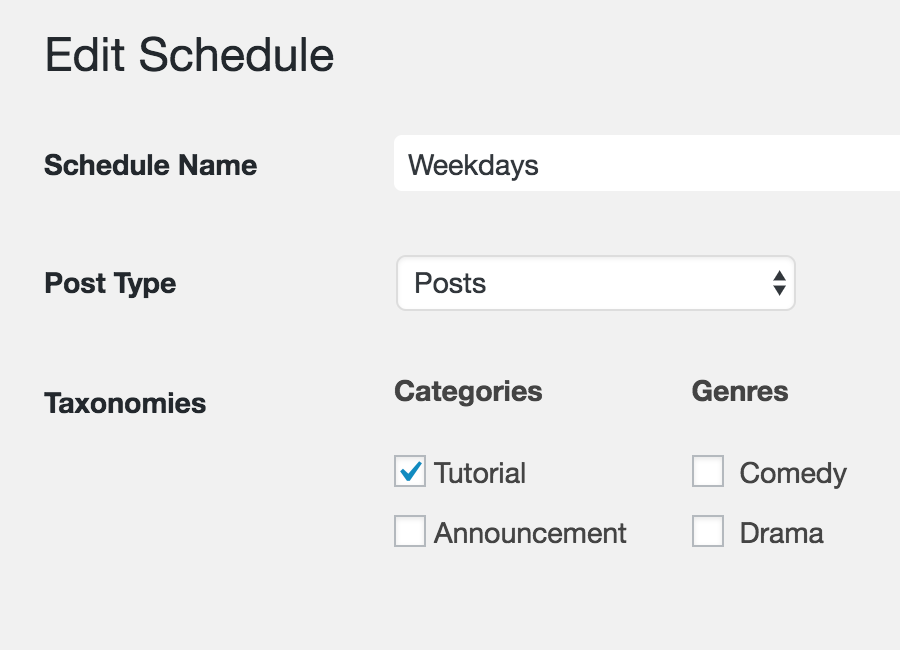 Edit Schedule
Schedule Name
Weekdays
Post Type
Posts
Taxonomies
Categories
Genres
Tutorial
Comedy
Announcement
Drama